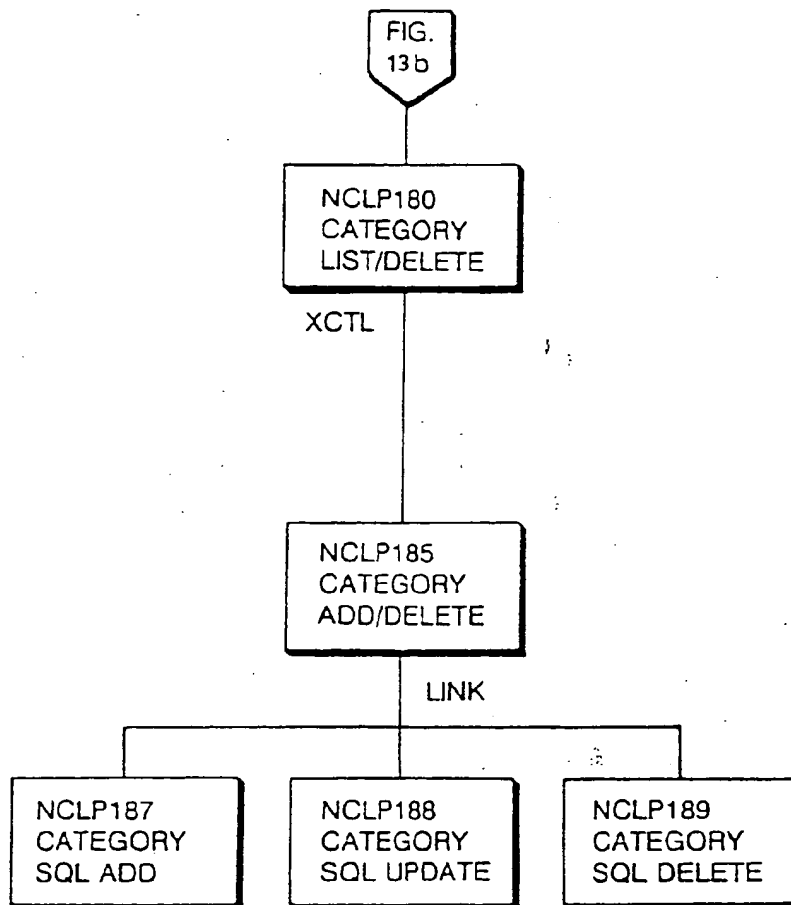 FIG.
13b
NCLP180
CATEGORY
LIST/DELETE
XCTL
NCLP185
CATEGORY
ADD/DELETE
LINK
NCLP187
CATEGORY
SQL ADD
NCLP188
CATEGORY
SQL UPDATE
NCLP189
CATEGORY
SQL DELETE